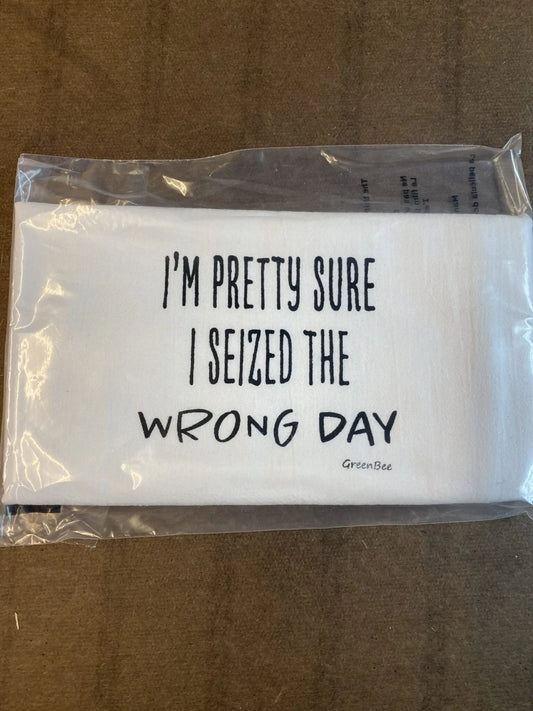 I'M PRETTY SURE
I SEIZED THE
WRONG DAY
GreenBee